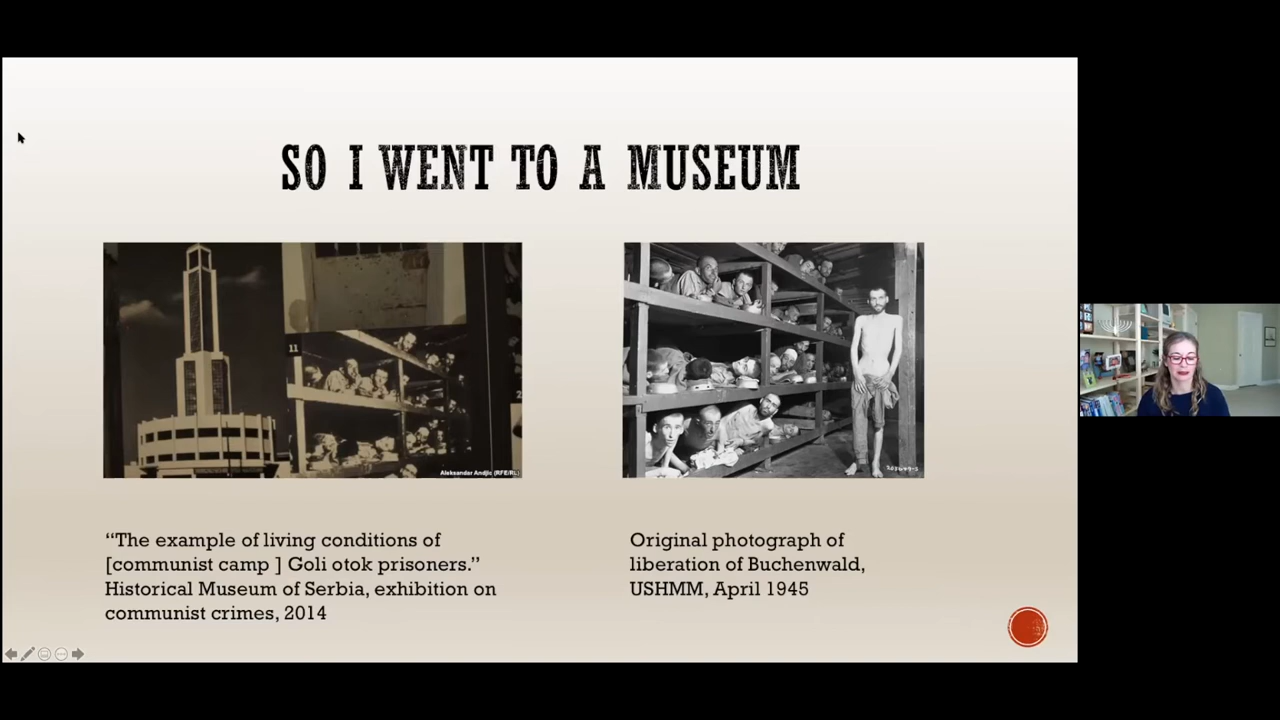 SO I WENT TO A MUSEUM
11
Aleksandar Andjic (RFE/RL)
“The example of living conditions of
[communist camp ] Goli otok prisoners.”
Historical Museum of Serbia, exhibition on
communist crimes, 2014
Original photograph of
liberation of Buchenwald,
USHMM, April 1945